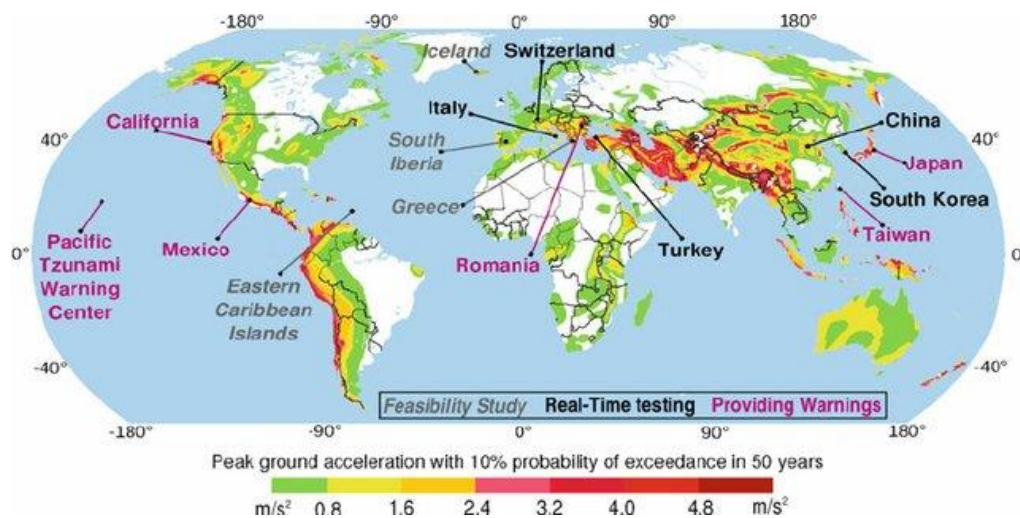 -180° -90° 0° 90° 180°
Iceland
Switzerland
Italy
California
40°
South
Iberia
China
40°
Japan
South Korea
Greece
Taiwan
Pacific
Tzunami
Warning
Center
Mexico
0°
Romania
Turkey
0
Eastern
Caribbean
Islands
-40°
-40°
Feasibility Study Real-Time testing Providing Warnings
-180° -90° 0° 90° 180°
Peak ground acceleration with 10% probability of exceedance in 50 years
m/s² 0.8 1.6 2.4 3.2 4.0 4.8 m/s²